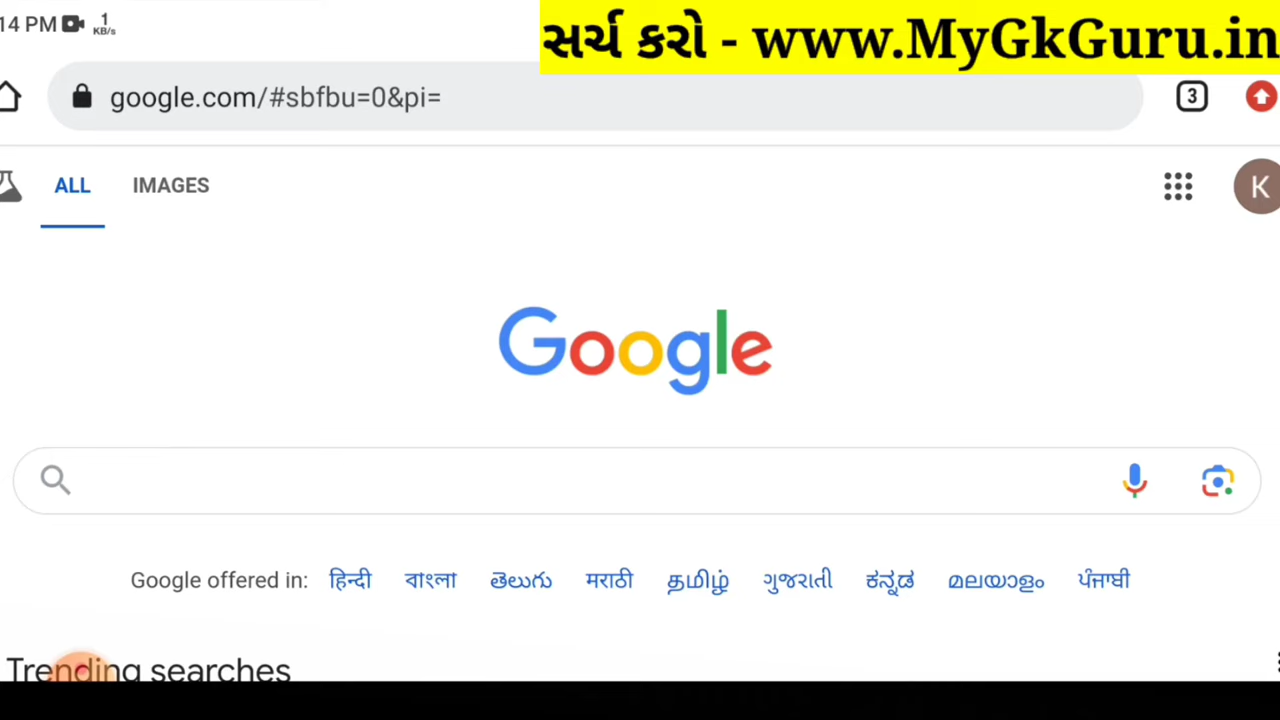 14 PM 1 KB/s
સર્ચ કરો - www.MyGkGuru.in
google.com/#sbfbu=0&pi=
3
ALL IMAGES
K
Google
Google offered in: हिन्दी বাংলা తెలుగు मराठी தமிழ் ગુજરાતી ಕನ್ನಡ മലയാളം ਪੰਜਾਬੀ
Trending searches